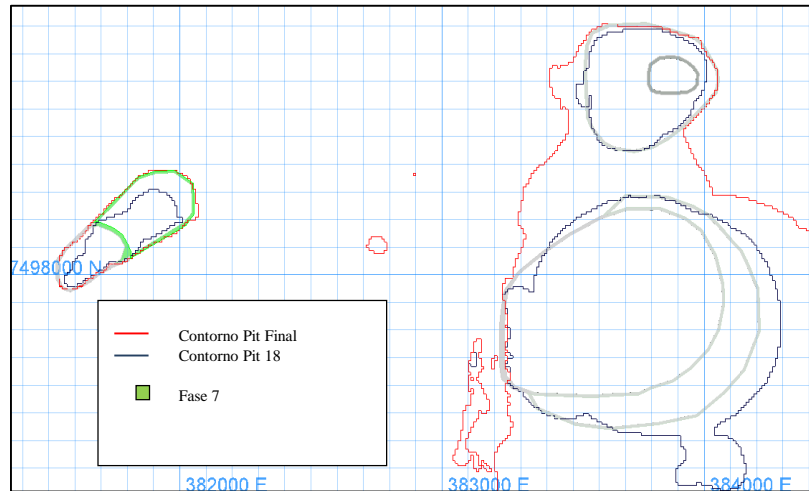 7498000 N
Contorno Pit Final
Contorno Pit 18
Fase 7
382000 E
383000 E
384000 E